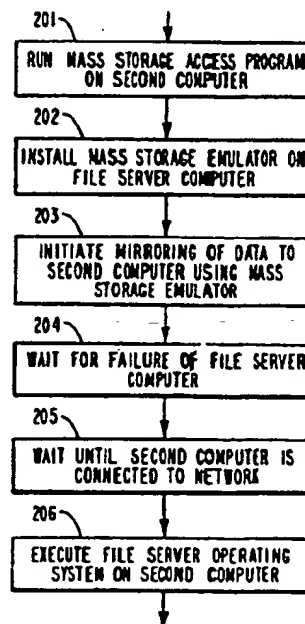 201
RUN MASS STORAGE ACCESS PROGRAM
ON SECOND COMPUTER
202
INSTALL MASS STORAGE EMULATOR ON
FILE SERVER COMPUTER
203
INITIATE MIRRORING OF DATA TO
SECOND COMPUTER USING MASS
STORAGE EMULATOR
204
WAIT FOR FAILURE OF FILE SERVER
COMPUTER
205
WAIT UNTIL SECOND COMPUTER IS
CONNECTED TO NETWORK
206
EXECUTE FILE SERVER OPERATING
SYSTEM ON SECOND COMPUTER